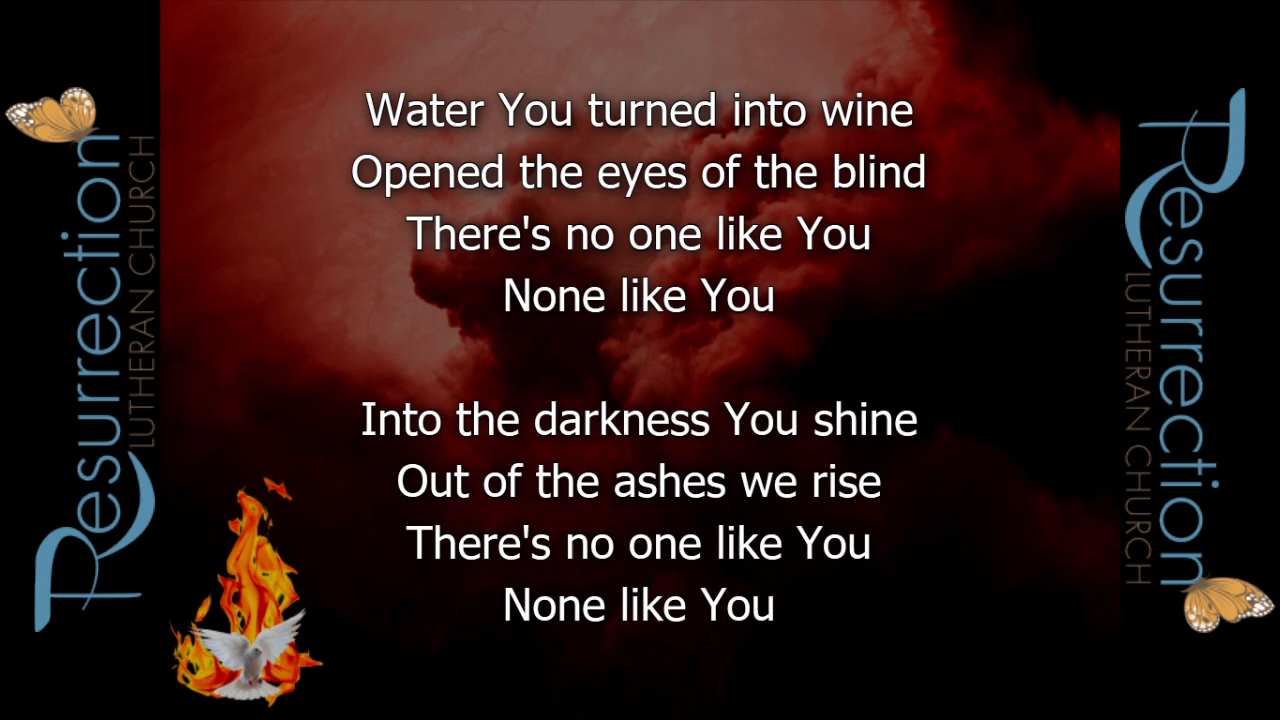 Resurrection
LUTHERAN CHURCH
Water You turned into wine
Opened the eyes of the blind
There's no one like You
None like You
Into the darkness You shine
Out of the ashes we rise
There's no one like You
None like You
Resurrection
LUTHERAN CHURCH